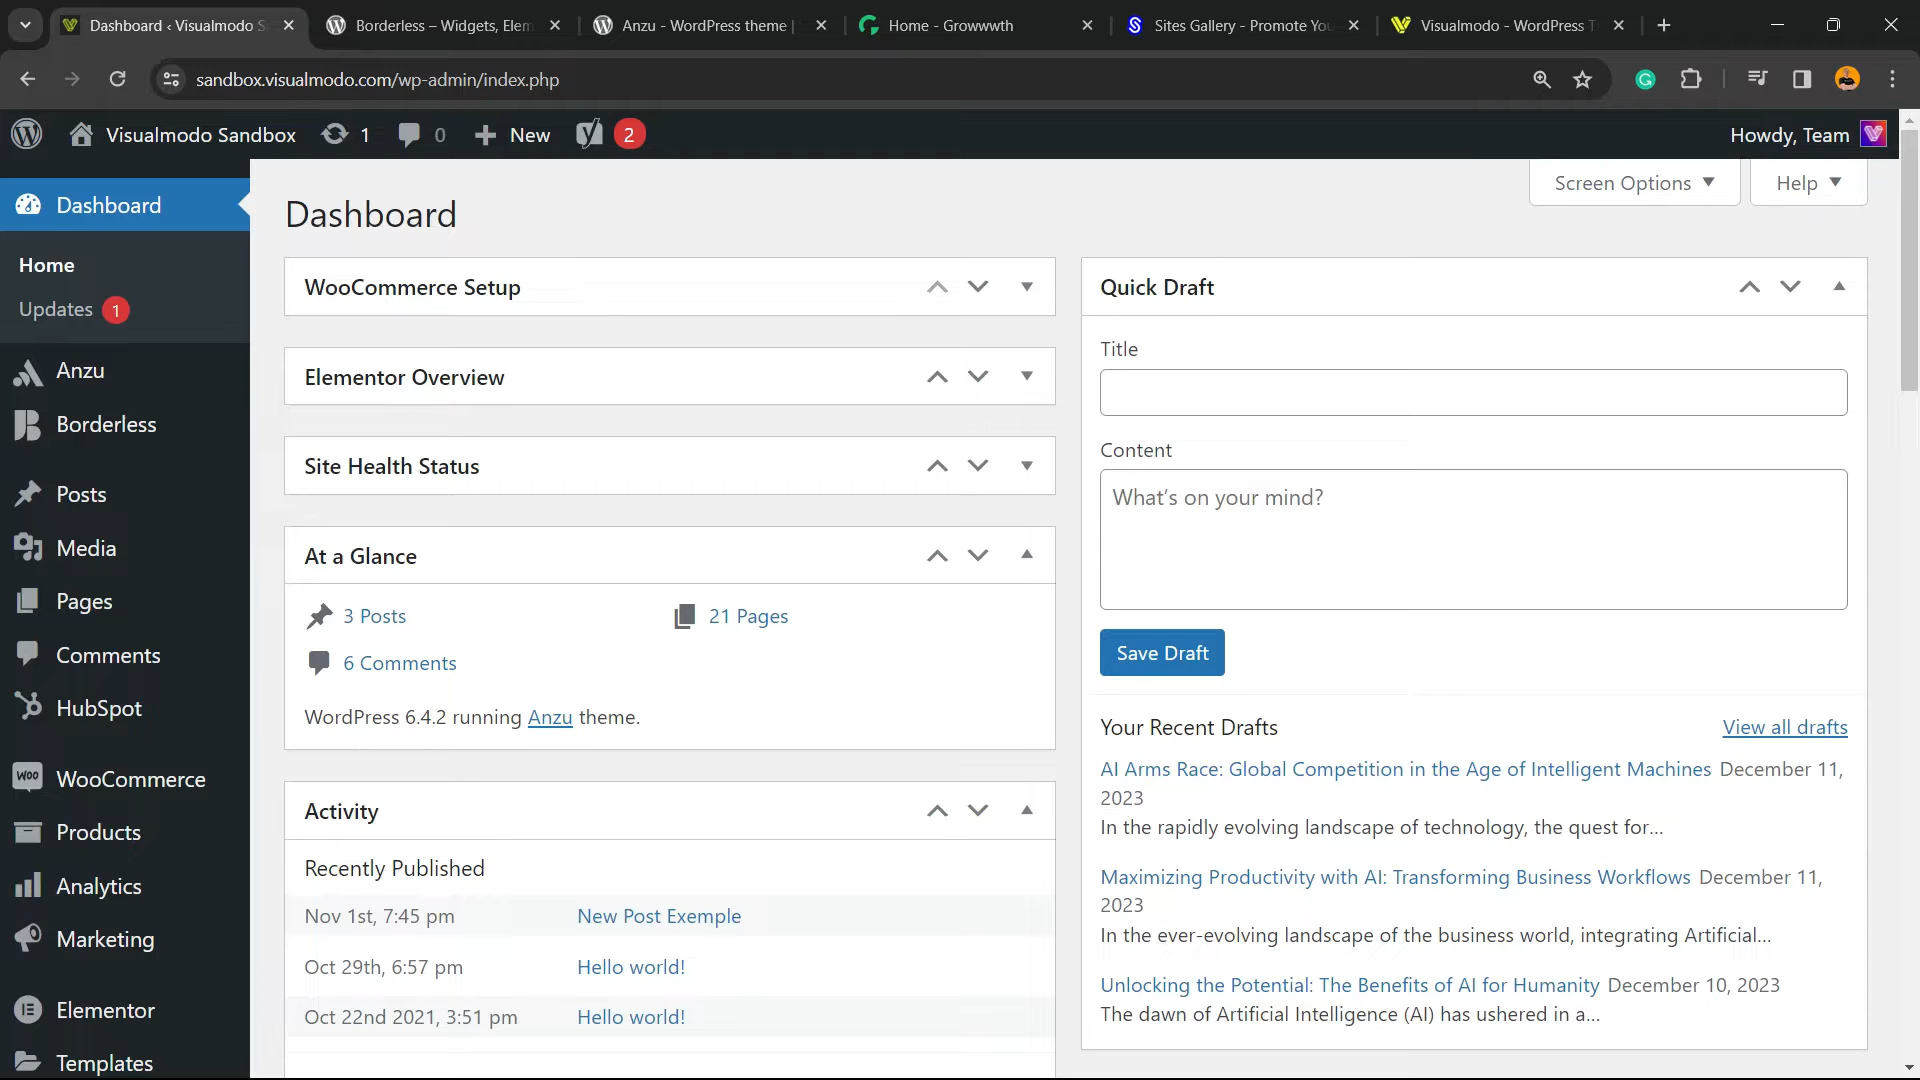 Dashboard ‹ Visualmodo S
Borderless – Widgets, Elem
Anzu - WordPress theme |
Home - Growwwth
Sites Gallery - Promote You
Visualmodo - WordPress T
sandbox.visualmodo.com/wp-admin/index.php
Visualmodo Sandbox
1
0
New
2
Howdy, Team
Screen Options
Help
Dashboard
Home
Updates 1
Anzu
Borderless
Posts
Media
Pages
Comments
HubSpot
WOO
WooCommerce
Products
Analytics
Marketing
Elementor
Templates
Dashboard
WooCommerce Setup
Elementor Overview
Site Health Status
At a Glance
3 Posts
21 Pages
6 Comments
WordPress 6.4.2 running Anzu theme.
Activity
Recently Published
Nov 1st, 7:45 pm New Post Exemple
Oct 29th, 6:57 pm Hello world!
Oct 22nd 2021, 3:51 pm Hello world!
Quick Draft
Title
Content
What's on your mind?
Save Draft
Your Recent Drafts
View all drafts
AI Arms Race: Global Competition in the Age of Intelligent Machines December 11,
2023
In the rapidly evolving landscape of technology, the quest for…
Maximizing Productivity with AI: Transforming Business Workflows December 11,
2023
In the ever-evolving landscape of the business world, integrating Artificial…
Unlocking the Potential: The Benefits of AI for Humanity December 10, 2023
The dawn of Artificial Intelligence (AI) has ushered in a…